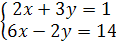 2x + 3y = 1
6x − 2y = 14